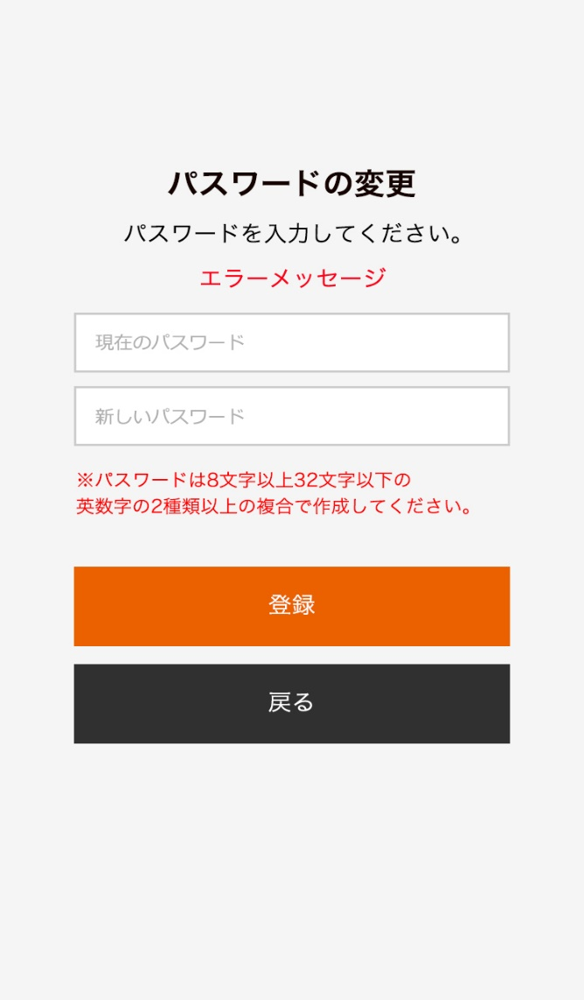 パスワードの変更
パスワードを入力してください。
エラーメッセージ
現在のパスワード
新しいパスワード
※パスワードは8文字以上32文字以下の
英数字の2種類以上の複合で作成してください。
登録
戻る